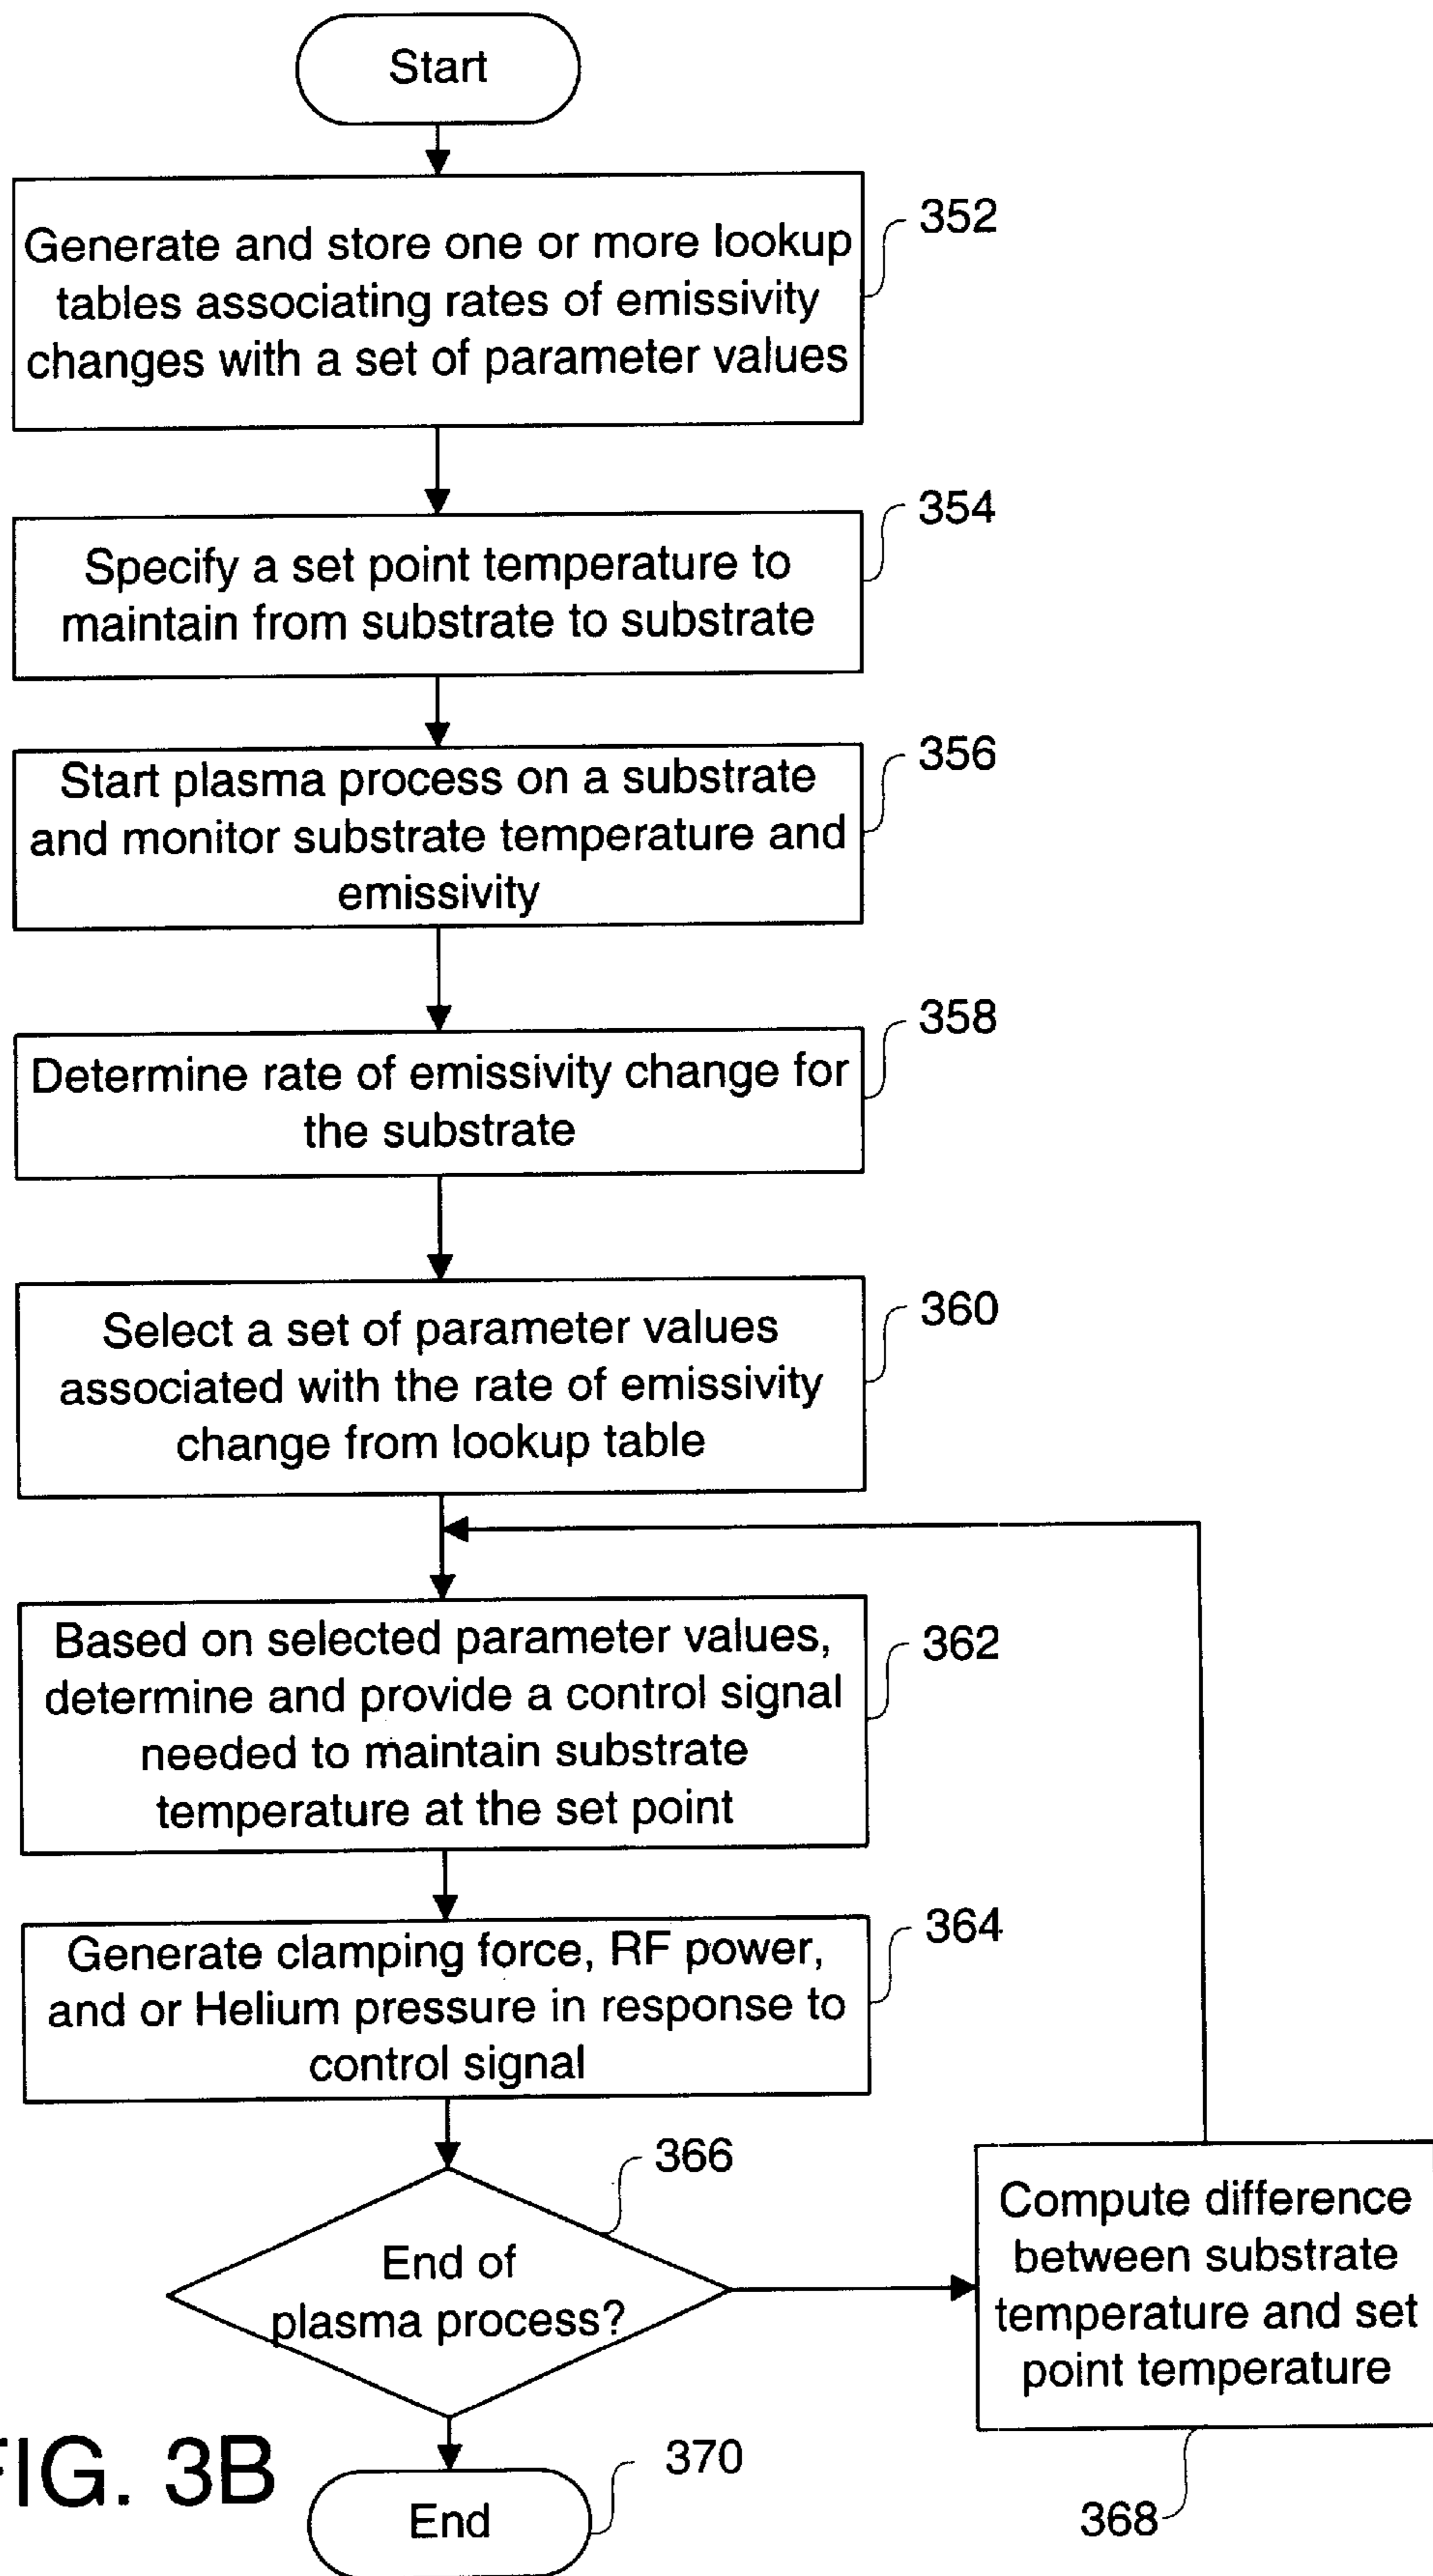 Start
352
Generate and store one or more lookup
tables associating rates of emissivity
changes with a set of parameter values
354
Specify a set point temperature to
maintain from substrate to substrate
356
Start plasma process on a substrate
and monitor substrate temperature and
emissivity
358
Determine rate of emissivity change for
the substrate
360
Select a set of parameter values
associated with the rate of emissivity
change from lookup table
362
Based on selected parameter values,
determine and provide a control signal
needed to maintain substrate
temperature at the set point
364
Generate clamping force, RF power,
and or Helium pressure in response to
control signal
366
End of
plasma process?
Compute difference
between substrate
temperature and set
point temperature
368
FIG. 3B
370
End